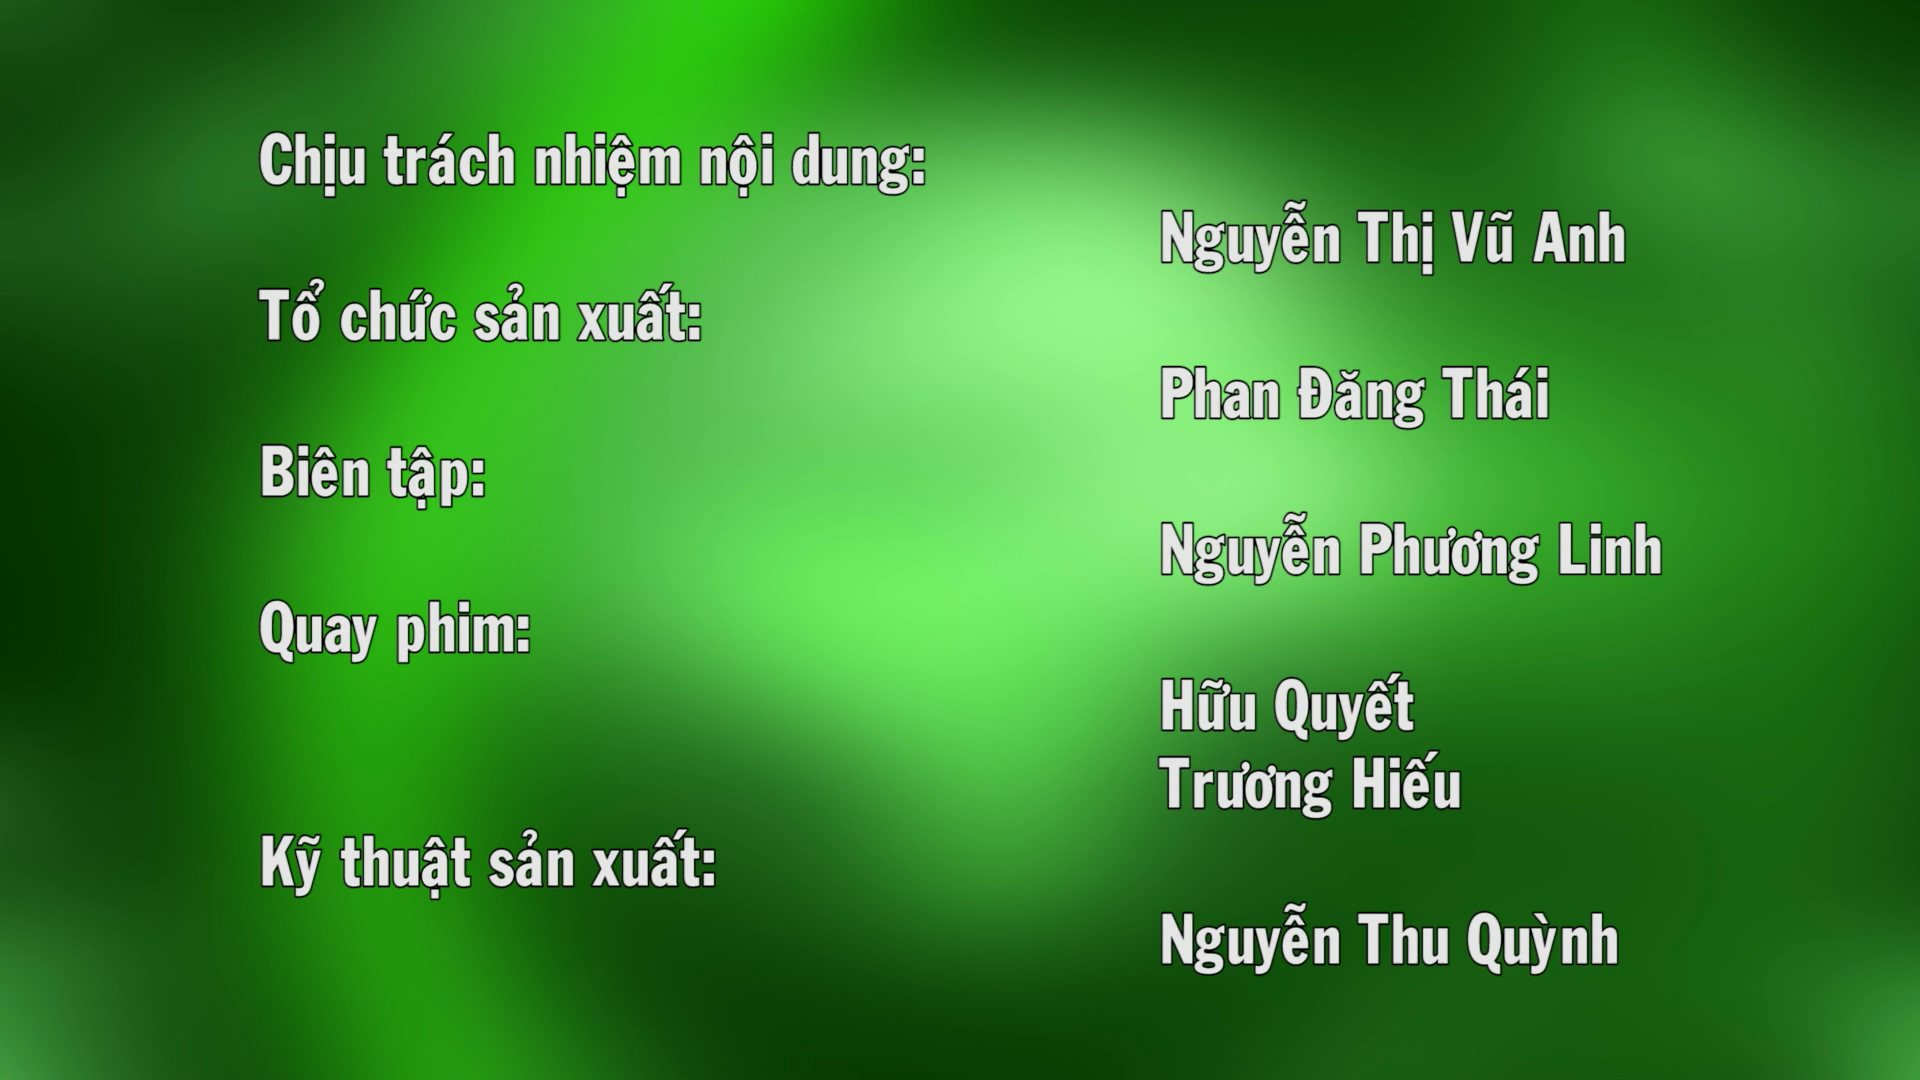 Chịu trách nhiệm nội dung:
Nguyễn Thị Vũ Anh
Tổ chức sản xuất:
Phan Đăng Thái
Biên tập:
Nguyễn Phương Linh
Quay phim:
Hữu Quyết
Trương Hiếu
Kỹ thuật sản xuất:
Nguyễn Thu Quỳnh